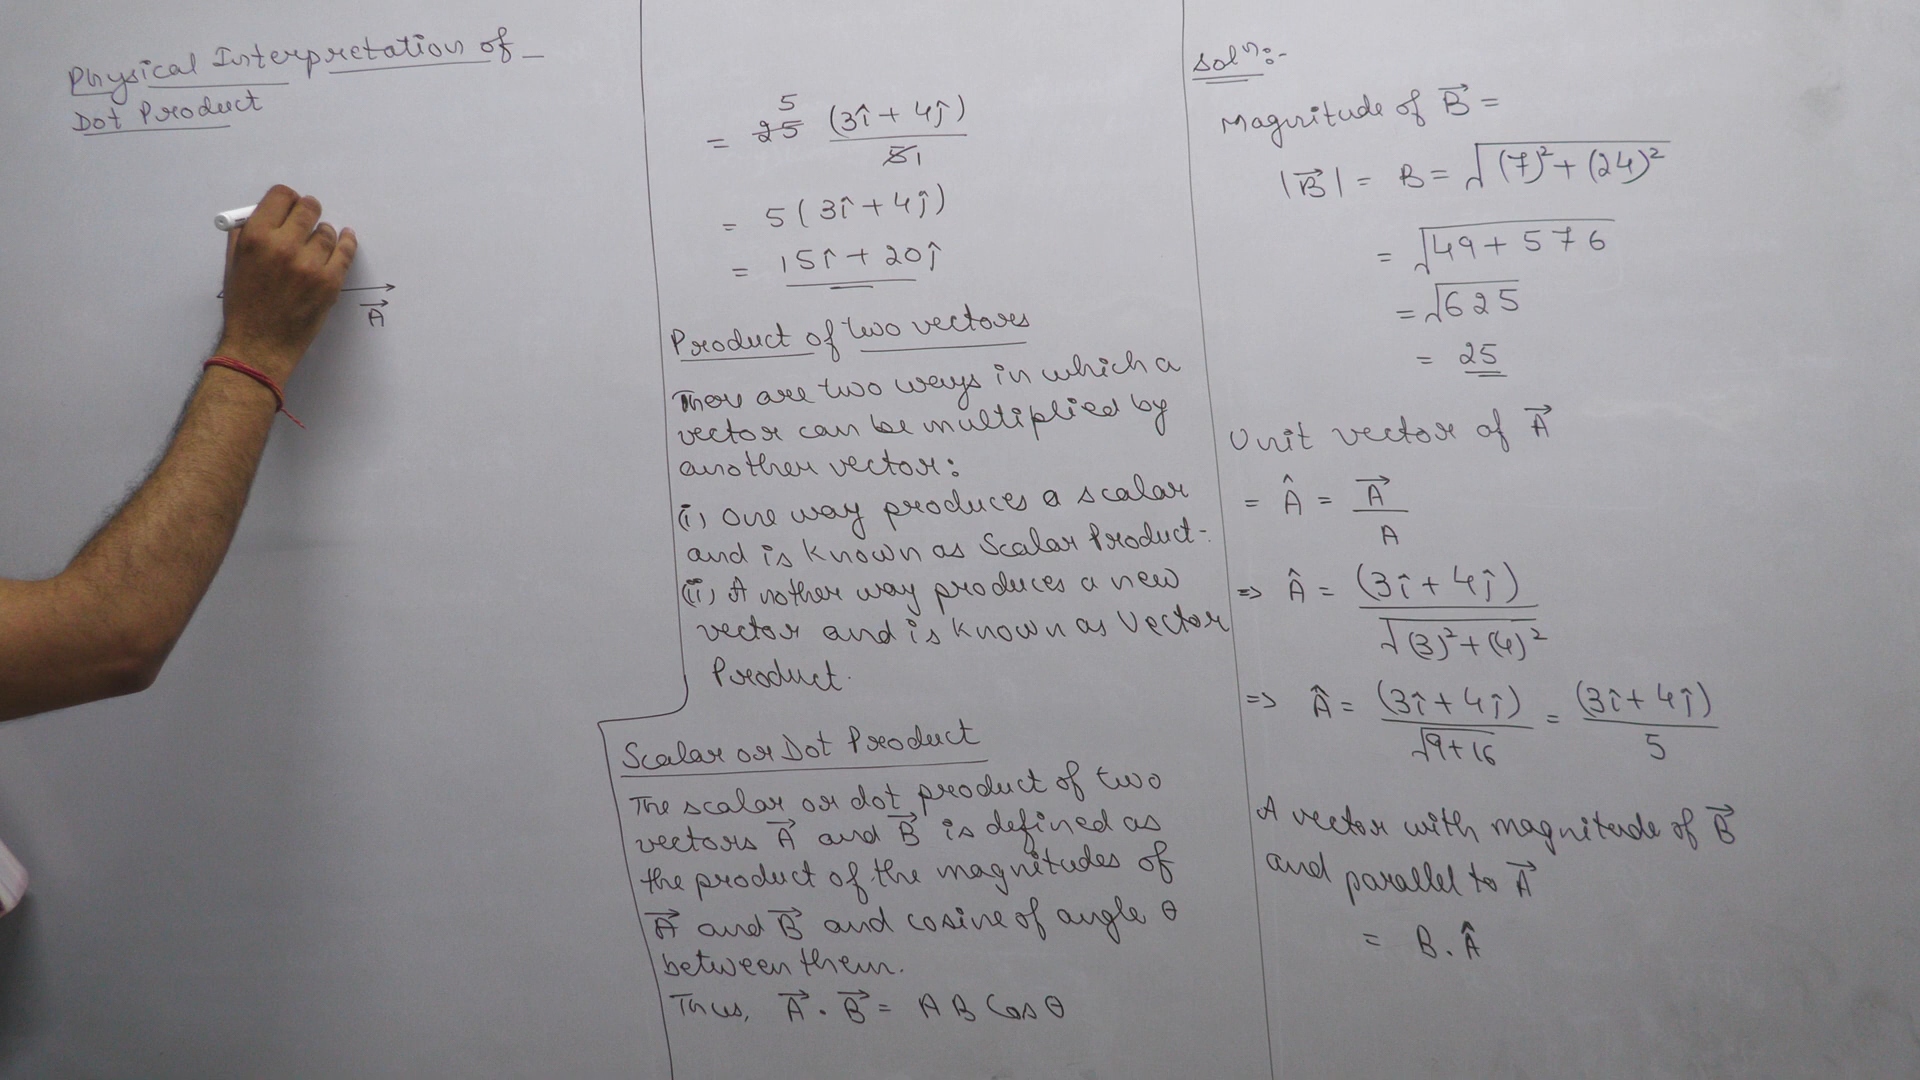 Physical Interpretation of
Dot Product
A⃗
= 25 5 (3î + 4ĵ) / 5 1
= 5 (3î + 4ĵ)
= 15î + 20ĵ
Product of two vectors
There are two ways in which a
vector can be multiplied by
another vector:
(i) One way produces a scalar
and is known as Scalar Product.
(ii) Another way produces a new
vector and is known as Vector
Product.
Scalar or Dot Product
The scalar or dot product of two
vectors A⃗ and B⃗ is defined as
the product of the magnitudes of
A⃗ and B⃗ and cosine of angle θ
between them.
Thus, A⃗ . B⃗ = A B Cos θ
Solⁿ:-
Magnitude of B⃗ =
|B⃗| = B = √(7)² + (24)²
= √49 + 576
= √625
= 25
Unit vector of A⃗
= Â = A⃗ / A
=> Â = (3î + 4ĵ) / √(3)² + (4)²
=> Â = (3î + 4ĵ) / √9+16 = (3î + 4ĵ) / 5
A vector with magnitude of B⃗
and parallel to A⃗
= B . Â